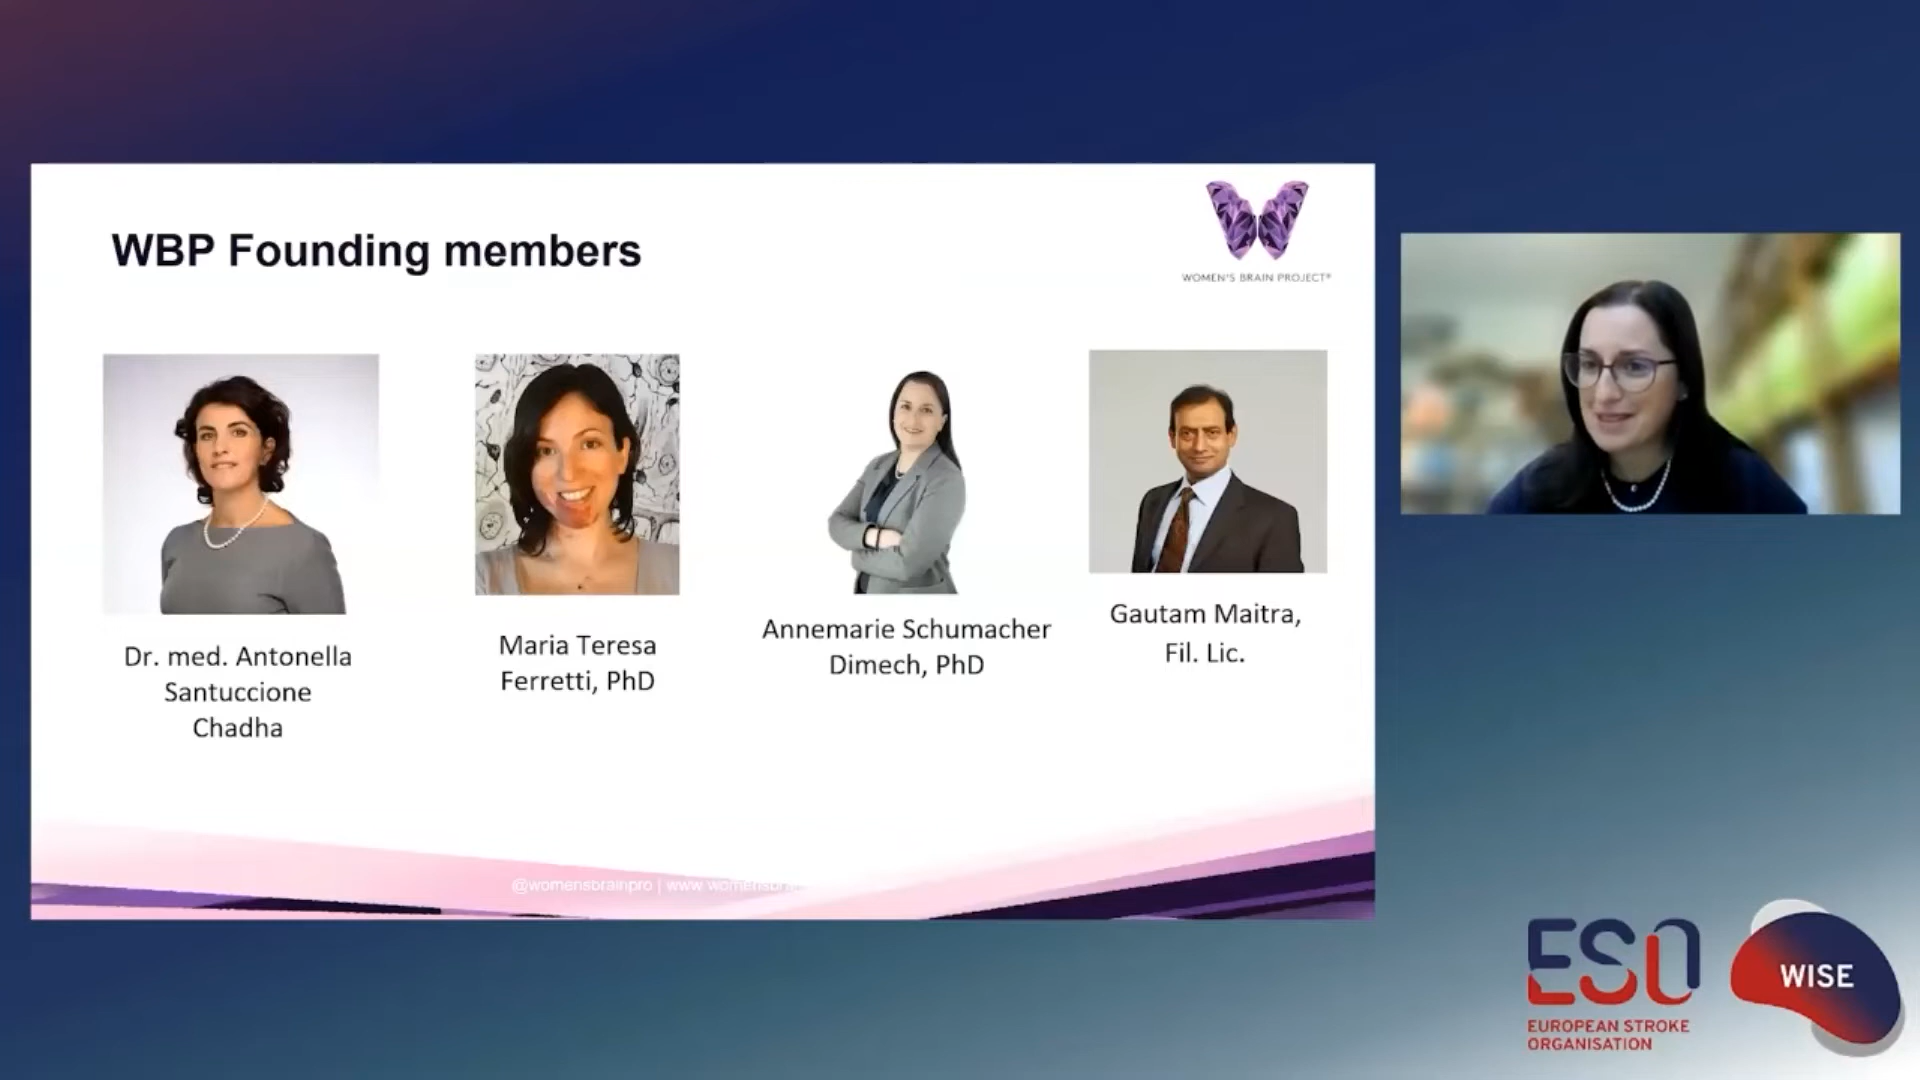 WBP Founding members
WOMEN'S BRAIN PROJECT®
Dr. med. Antonella
Santuccione
Chadha
Maria Teresa
Ferretti, PhD
Annemarie Schumacher
Dimech, PhD
Gautam Maitra,
Fil. Lic.
@womensbrainpro | www
ESO
EUROPEAN STROKE
ORGANISATION
WISE